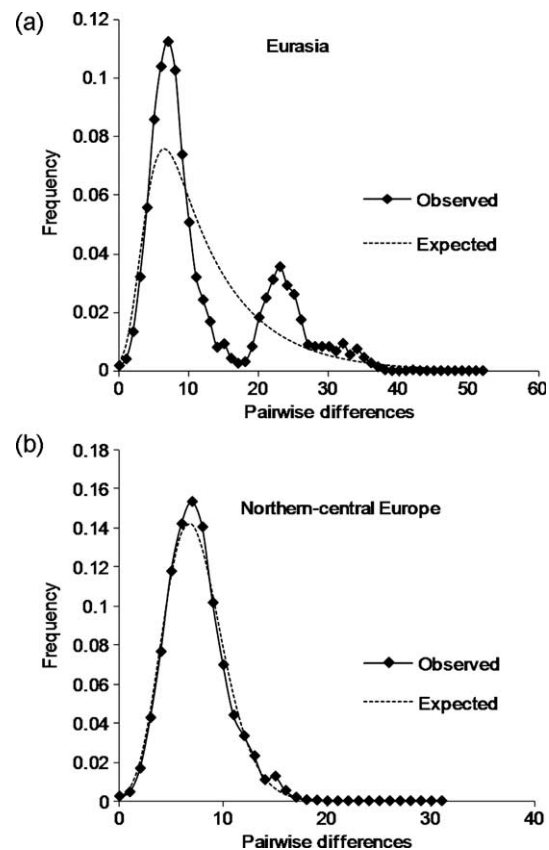 (a)
0.12
Eurasia
0.1
0.08
Frequency
0.06
Observed
0.04
Expected
0.02
0
0 10 20 30 40 50 60
Pairwise differences
(b)
0.18
0.16
Northern-central Europe
0.14
0.12
Frequency
0.1
0.08
Observed
0.06
Expected
0.04
0.02
0
0 10 20 30 40
Pairwise differences